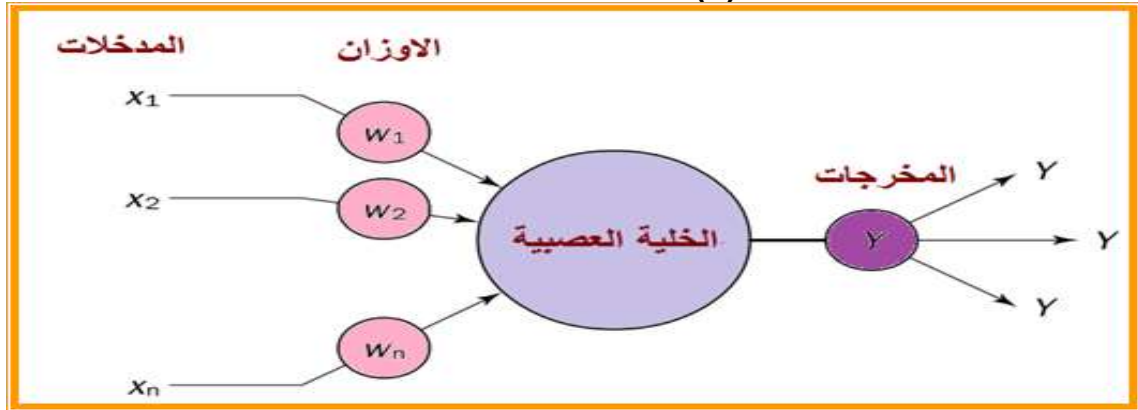 المدخلات
الاوزان
x1
w1
x2
w2
xn
wn
الخلية العصبية
المخرجات
Y
Y
Y
Y